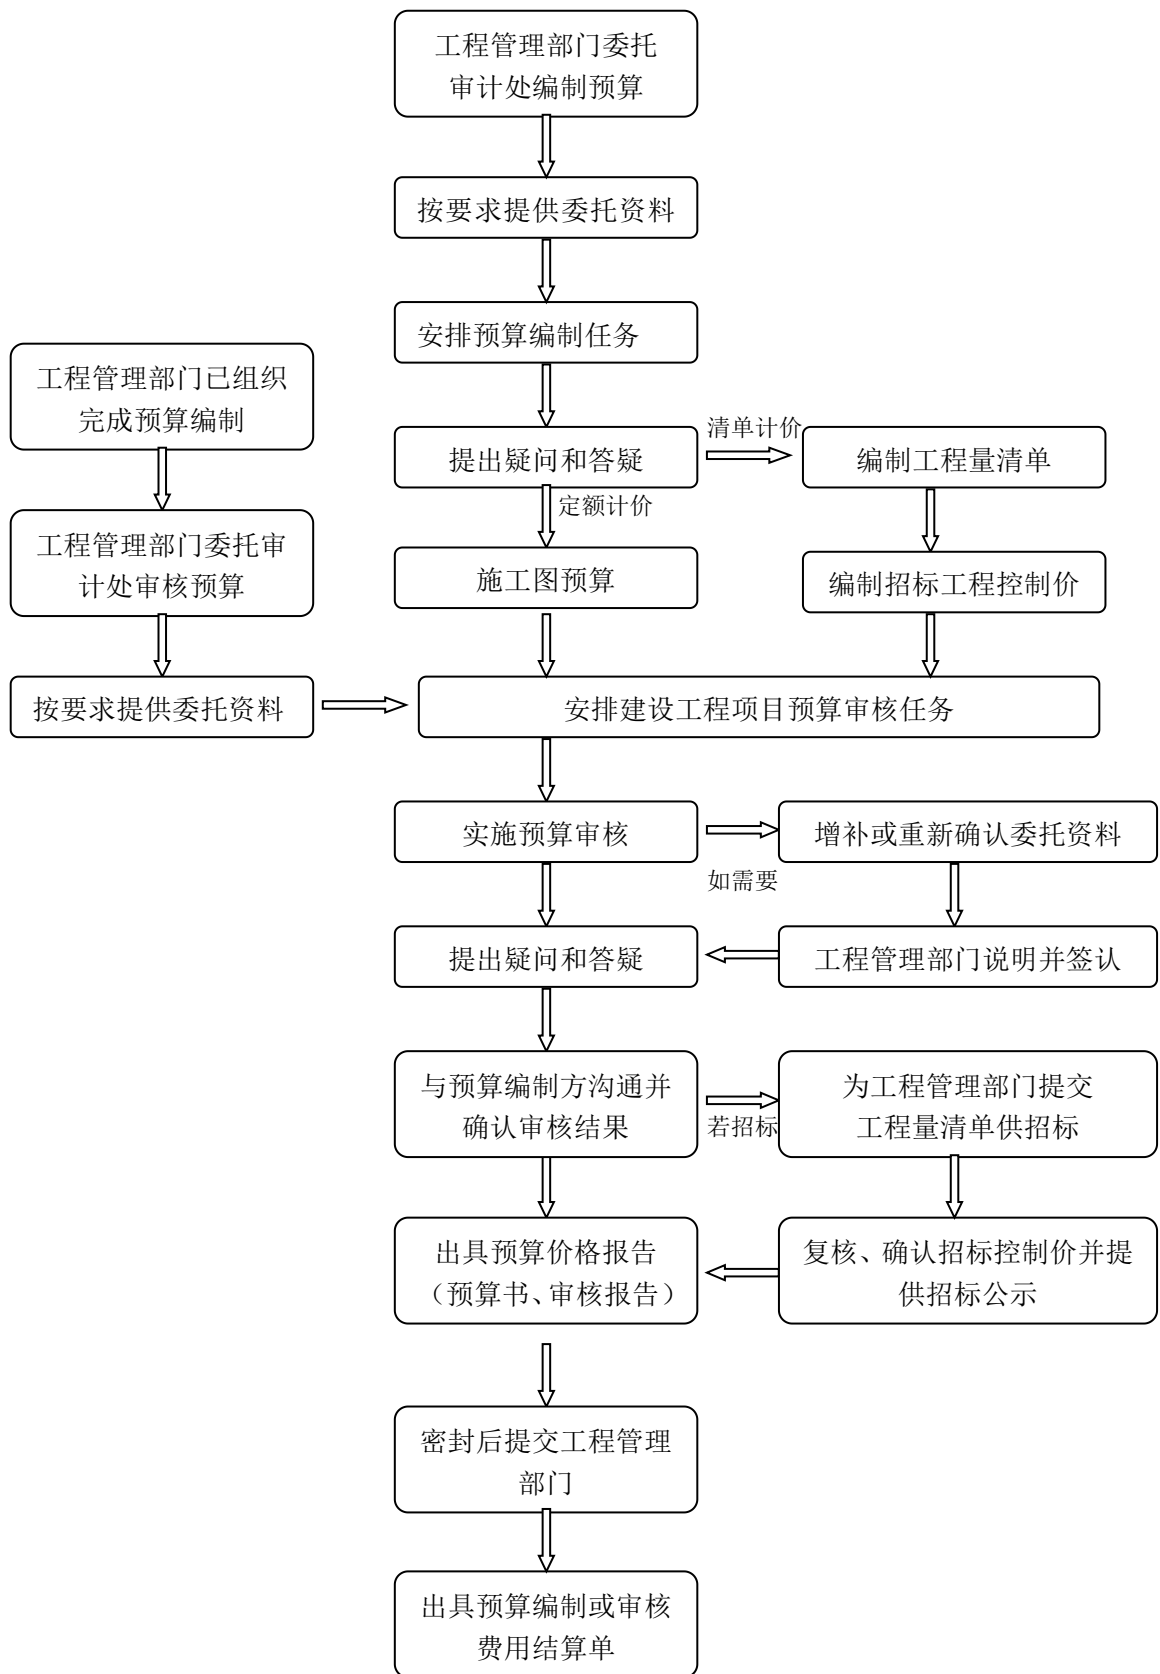 工程管理部门委托
审计处编制预算
按要求提供委托资料
安排预算编制任务
工程管理部门已组织
完成预算编制
提出疑问和答疑
清单计价
编制工程量清单
定额计价
工程管理部门委托审
计处审核预算
施工图预算
编制招标工程控制价
按要求提供委托资料
安排建设工程项目预算审核任务
实施预算审核
增补或重新确认委托资料
如需要
提出疑问和答疑
工程管理部门说明并签认
与预算编制方沟通并
确认审核结果
若招标
为工程管理部门提交
工程量清单供招标
出具预算价格报告
（预算书、审核报告）
复核、确认招标控制价并提
供招标公示
密封后提交工程管理
部门
出具预算编制或审核
费用结算单